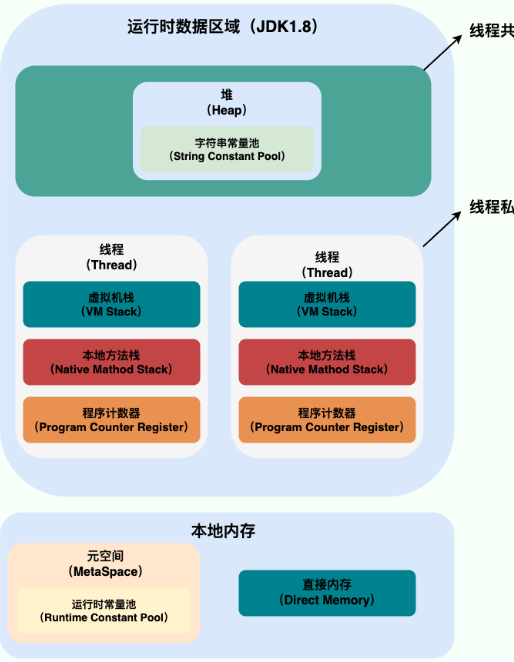 运行时数据区域（JDK1.8）
线程共
堆
（Heap）
字符串常量池
（String Constant Pool）
线程私
线程
（Thread）
虚拟机栈
（VM Stack）
本地方法栈
（Native Mathod Stack）
程序计数器
（Program Counter Register）
线程
（Thread）
虚拟机栈
（VM Stack）
本地方法栈
（Native Mathod Stack）
程序计数器
（Program Counter Register）
本地内存
元空间
（MetaSpace）
运行时常量池
（Runtime Constant Pool）
直接内存
（Direct Memory）